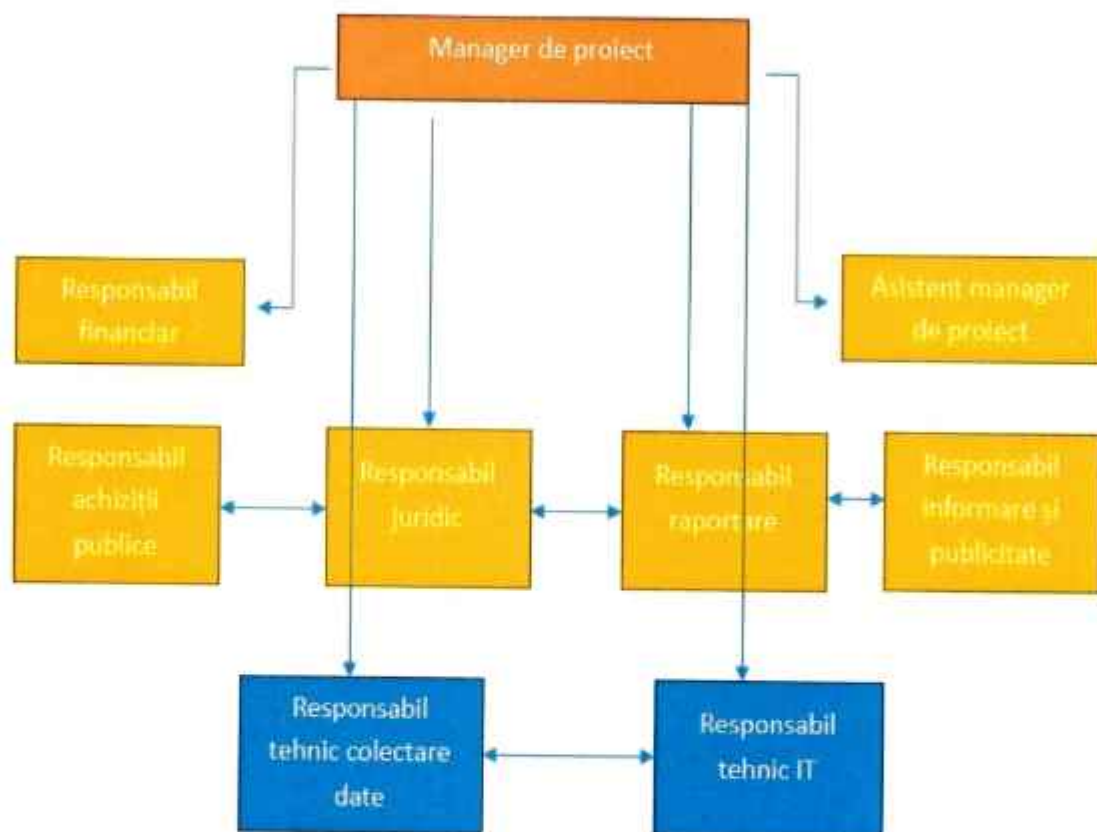 Manager de proiect
Responsabil
financiar
Asistent manager
de proiect
Responsabil
achiziții
publice
Responsabil
juridic
Responsabil
raportare
Responsabil
informare și
publicitate
Responsabil
tehnic colectare
date
Responsabil
tehnic IT